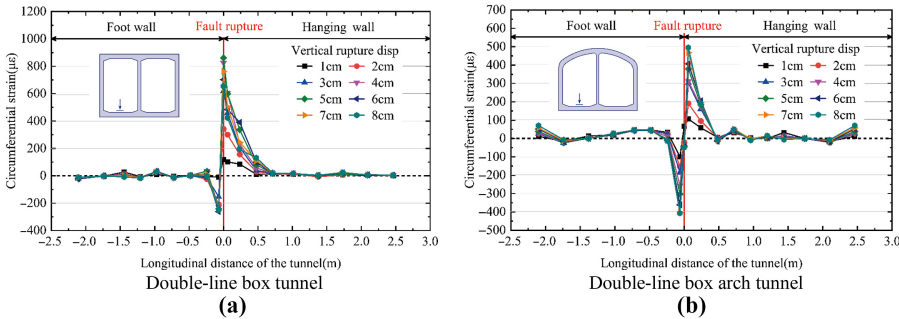 Foot wall Fault rupture Hanging wall
Vertical rupture disp
1cm 2cm
3cm 4cm
5cm 6cm
7cm 8cm
Circumferential strain(με)
1200
1000
800
600
400
200
0
−200
−400
−2.5 −2.0 −1.5 −1.0 −0.5 0.0 0.5 1.0 1.5 2.0 2.5 3.0
Longitudinal distance of the tunnel(m)
Double-line box tunnel
(a)
Foot wall Fault rupture Hanging wall
Vertical rupture disp
1cm 2cm
3cm 4cm
5cm 6cm
7cm 8cm
Circumferential strain(με)
700
600
500
400
300
200
100
0
−100
−200
−300
−400
−500
−2.5 −2.0 −1.5 −1.0 −0.5 0.0 0.5 1.0 1.5 2.0 2.5 3.0
Longitudinal distance of the tunnel(m)
Double-line box arch tunnel
(b)